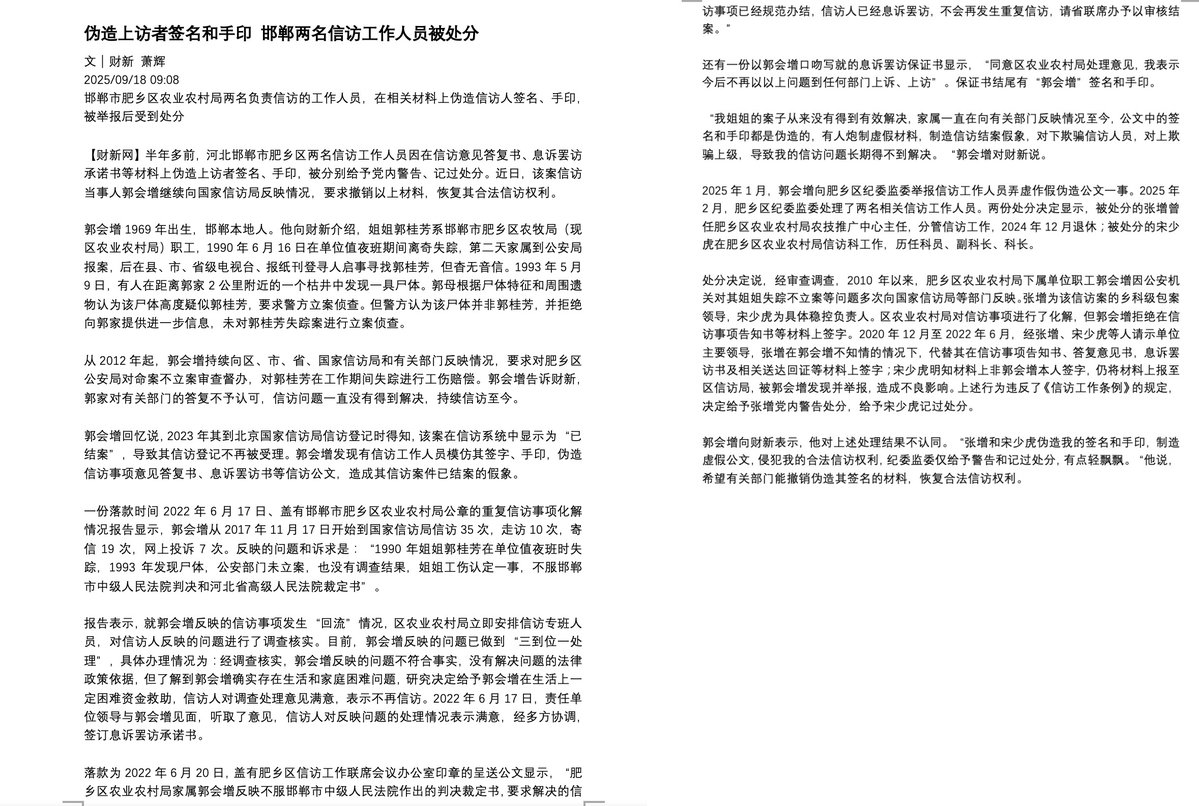 伪造上访者签名和手印 邯郸两名信访工作人员被处分
文｜财新 萧辉
2025/09/18 09:08
邯郸市肥乡区农业农村局两名负责信访的工作人员，在相关材料上伪造信访人签名、手印，
被举报后受到处分
【财新网】半年多前，河北邯郸市肥乡区两名信访工作人员因在信访意见答复书、息诉罢访
承诺书等材料上伪造上访者签名、手印，被分别给予党内警告、记过处分。近日，该案信访
当事人郭会增继续向国家信访局反映情况，要求撤销以上材料，恢复其合法信访权利。
郭会增 1969 年出生，邯郸本地人。他向财新介绍，姐姐郭桂芳系邯郸市肥乡区农牧局（现
区农业农村局）职工，1990 年 6 月 16 日在单位值夜班期间离奇失踪，第二天家属到公安局
报案，后在县、市、省级电视台、报纸刊登寻人启事寻找郭桂芳，但杳无音信。1993 年 5 月
9 日，有人在距离郭家 2 公里附近的一个枯井中发现一具尸体。郭母根据尸体特征和周围遗
物认为该尸体高度疑似郭桂芳，要求警方立案侦查。但警方认为该尸体并非郭桂芳，并拒绝
向郭家提供进一步信息，未对郭桂芳失踪案进行立案侦查。
从 2012 年起，郭会增持续向区、市、省、国家信访局和有关部门反映情况，要求对肥乡区
公安局对命案不立案审查督办，对郭桂芳在工作期间失踪进行工伤赔偿。郭会增告诉财新，
郭家对有关部门的答复不予认可，信访问题一直没有得到解决，持续信访至今。
郭会增回忆说，2023 年其到北京国家信访局信访登记时得知，该案在信访系统中显示为“已
结案”，导致其信访登记不再被受理。郭会增发现有信访工作人员模仿其签字、手印，伪造
信访事项意见答复书、息诉罢访书等信访公文，造成其信访案件已结案的假象。
一份落款时间 2022 年 6 月 17 日、盖有邯郸市肥乡区农业农村局公章的重复信访事项化解
情况报告显示，郭会增从 2017 年 11 月 17 日开始到国家信访局信访 35 次，走访 10 次，寄
信 19 次，网上投诉 7 次。反映的问题和诉求是：“1990 年姐姐郭桂芳在单位值夜班时失
踪，1993 年发现尸体，公安部门未立案，也没有调查结果，姐姐工伤认定一事，不服邯郸
市中级人民法院判决和河北省高级人民法院裁定书”。
报告表示，就郭会增反映的信访事项发生“回流”情况，区农业农村局立即安排信访专班人
员，对信访人反映的问题进行了调查核实。目前，郭会增反映的问题已做到“三到位一处
理”，具体办理情况为：经调查核实，郭会增反映的问题不符合事实，没有解决问题的法律
政策依据，但了解到郭会增确实存在生活和家庭困难问题，研究决定给予郭会增在生活上一
定困难资金救助，信访人对调查处理意见满意，表示不再信访。2022 年 6 月 17 日，责任单
位领导与郭会增见面，听取了意见，信访人对反映问题的处理情况表示满意，经多方协调，
签订息诉罢访承诺书。
落款为 2022 年 6 月 20 日，盖有肥乡区信访工作联席会议办公室印章的呈送公文显示，“肥
乡区农业农村局家属郭会增反映不服邯郸市中级人民法院作出的判决裁定书，要求解决的信
访事项已经规范办结，信访人已经息诉罢访，不会再发生重复信访，请省联席办予以审核结
案。”
还有一份以郭会增口吻写就的息诉罢访保证书显示，“同意区农业农村局处理意见，我表示
今后不再以以上问题到任何部门上诉、上访”。保证书结尾有“郭会增”签名和手印。
“我姐姐的案子从来没有得到有效解决，家属一直在向有关部门反映情况至今，公文中的签
名和手印都是伪造的，有人炮制虚假材料，制造信访结案假象，对下欺骗信访人员，对上欺
骗上级，导致我的信访问题长期得不到解决。“郭会增对财新说。
2025 年 1 月，郭会增向肥乡区纪委监委举报信访工作人员弄虚作假伪造公文一事。2025 年
2 月，肥乡区纪委监委处理了两名相关信访工作人员。两份处分决定显示，被处分的张增曾
任肥乡区农业农村局农技推广中心主任，分管信访工作，2024 年 12 月退休；被处分的宋少
虎在肥乡区农业农村局信访科工作，历任科员、副科长、科长。
处分决定说，经审查调查，2010 年以来，肥乡区农业农村局下属单位职工郭会增因公安机
关对其姐姐失踪不立案等问题多次向国家信访局等部门反映。张增为该信访案的乡科级包案
领导，宋少虎为具体稳控负责人。区农业农村局对信访事项进行了化解，但郭会增拒绝在信
访事项告知书等材料上签字。2020 年 12 月至 2022 年 6 月，经张增、宋少虎等人请示单位
主要领导，张增在郭会增不知情的情况下，代替其在信访事项告知书、答复意见书，息诉罢
访书及相关送达回证等材料上签字；宋少虎明知材料上非郭会增本人签字，仍将材料上报至
区信访局，被郭会增发现并举报，造成不良影响。上述行为违反了《信访工作条例》的规定，
决定给予张增党内警告处分，给予宋少虎记过处分。
郭会增向财新表示，他对上述处理结果不认同。“张增和宋少虎伪造我的签名和手印，制造
虚假公文，侵犯我的合法信访权利，纪委监委仅给予警告和记过处分，有点轻飘飘。“他说，
希望有关部门能撤销伪造其签名的材料，恢复合法信访权利。